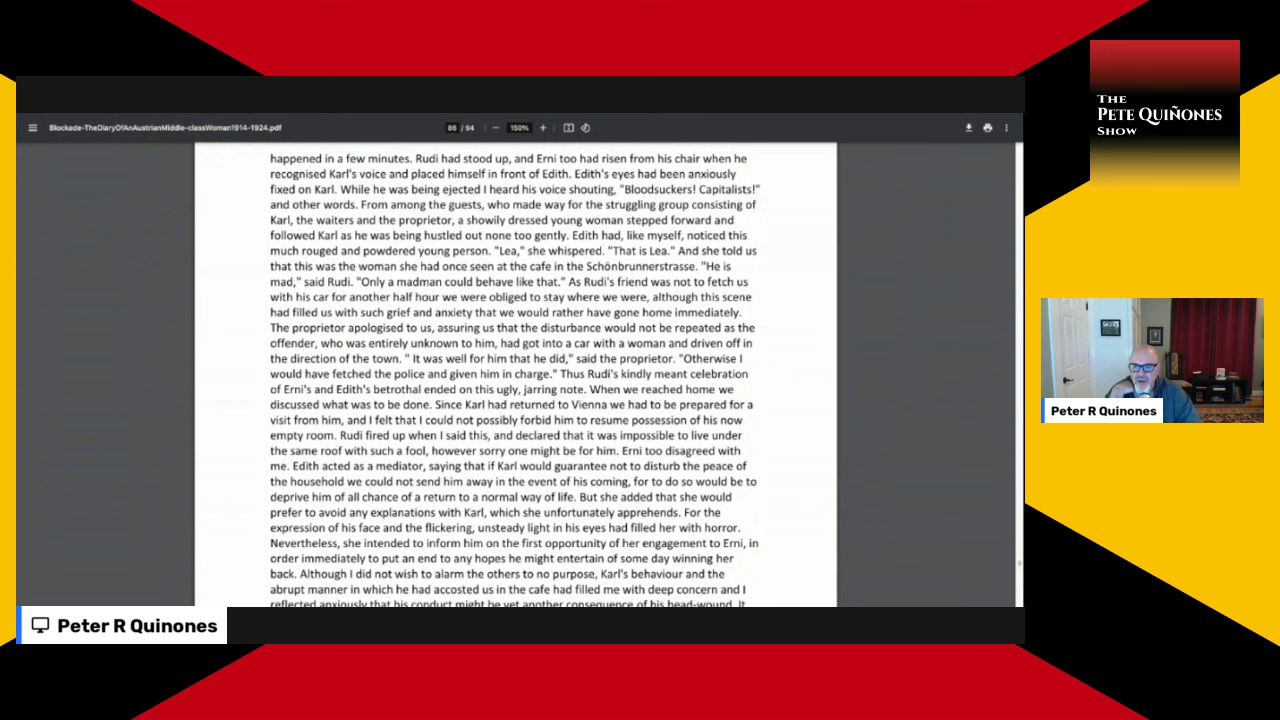 Blockade-TheDiaryOfAnAustrianMiddle-classWoman1914-1924.pdf
86 / 94
150%
happened in a few minutes. Rudi had stood up, and Erni too had risen from his chair when he
recognised Karl's voice and placed himself in front of Edith. Edith's eyes had been anxiously
fixed on Karl. While he was being ejected I heard his voice shouting, "Bloodsuckers! Capitalists!"
and other words. From among the guests, who made way for the struggling group consisting of
Karl, the waiters and the proprietor, a showily dressed young woman stepped forward and
followed Karl as he was being hustled out none too gently. Edith had, like myself, noticed this
much rouged and powdered young person. "Lea," she whispered. "That is Lea." And she told us
that this was the woman she had once seen at the cafe in the Schönbrunnerstrasse. "He is
mad," said Rudi. "Only a madman could behave like that." As Rudi's friend was not to fetch us
with his car for another half hour we were obliged to stay where we were, although this scene
had filled us with such grief and anxiety that we would rather have gone home immediately.
The proprietor apologised to us, assuring us that the disturbance would not be repeated as the
offender, who was entirely unknown to him, had got into a car with a woman and driven off in
the direction of the town. " It was well for him that he did," said the proprietor. "Otherwise I
would have fetched the police and given him in charge." Thus Rudi's kindly meant celebration
of Erni's and Edith's betrothal ended on this ugly, jarring note. When we reached home we
discussed what was to be done. Since Karl had returned to Vienna we had to be prepared for a
visit from him, and I felt that I could not possibly forbid him to resume possession of his now
empty room. Rudi fired up when I said this, and declared that it was impossible to live under
the same roof with such a fool, however sorry one might be for him. Erni too disagreed with
me. Edith acted as a mediator, saying that if Karl would guarantee not to disturb the peace of
the household we could not send him away in the event of his coming, for to do so would be to
deprive him of all chance of a return to a normal way of life. But she added that she would
prefer to avoid any explanations with Karl, which she unfortunately apprehends. For the
expression of his face and the flickering, unsteady light in his eyes had filled her with horror.
Nevertheless, she intended to inform him on the first opportunity of her engagement to Erni, in
order immediately to put an end to any hopes he might entertain of some day winning her
back. Although I did not wish to alarm the others to no purpose, Karl's behaviour and the
abrupt manner in which he had accosted us in the cafe had filled me with deep concern and I
reflected anxiously that his conduct might be yet another consequence of his head-wound. It
Peter R Quinones
THE
PETE QUIÑONES
SHOW
Peter R Quinones